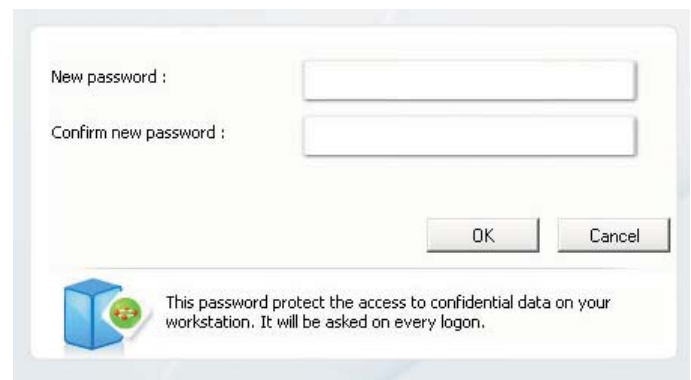 New password :
Confirm new password :
OK
Cancel
This password protect the access to confidential data on your
workstation. It will be asked on every logon.